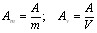 A_m = A/m; A_v = A/V